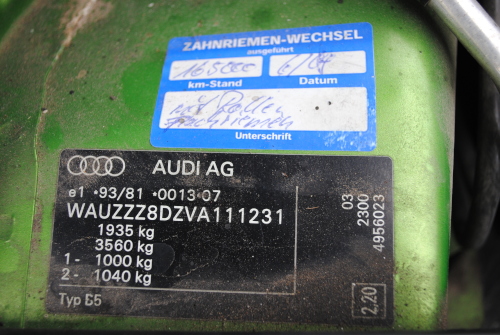 ZAHNRIEMEN-WECHSEL
ausgeführt
km-Stand
Datum
Unterschrift
AUDI AG
e1 *93/81 *0013*07
WAUZZZ8DZVA111231
1935 kg
3560 kg
1- 1000 kg
2- 1040 kg
Typ B5
03
2300
4956023
2,20